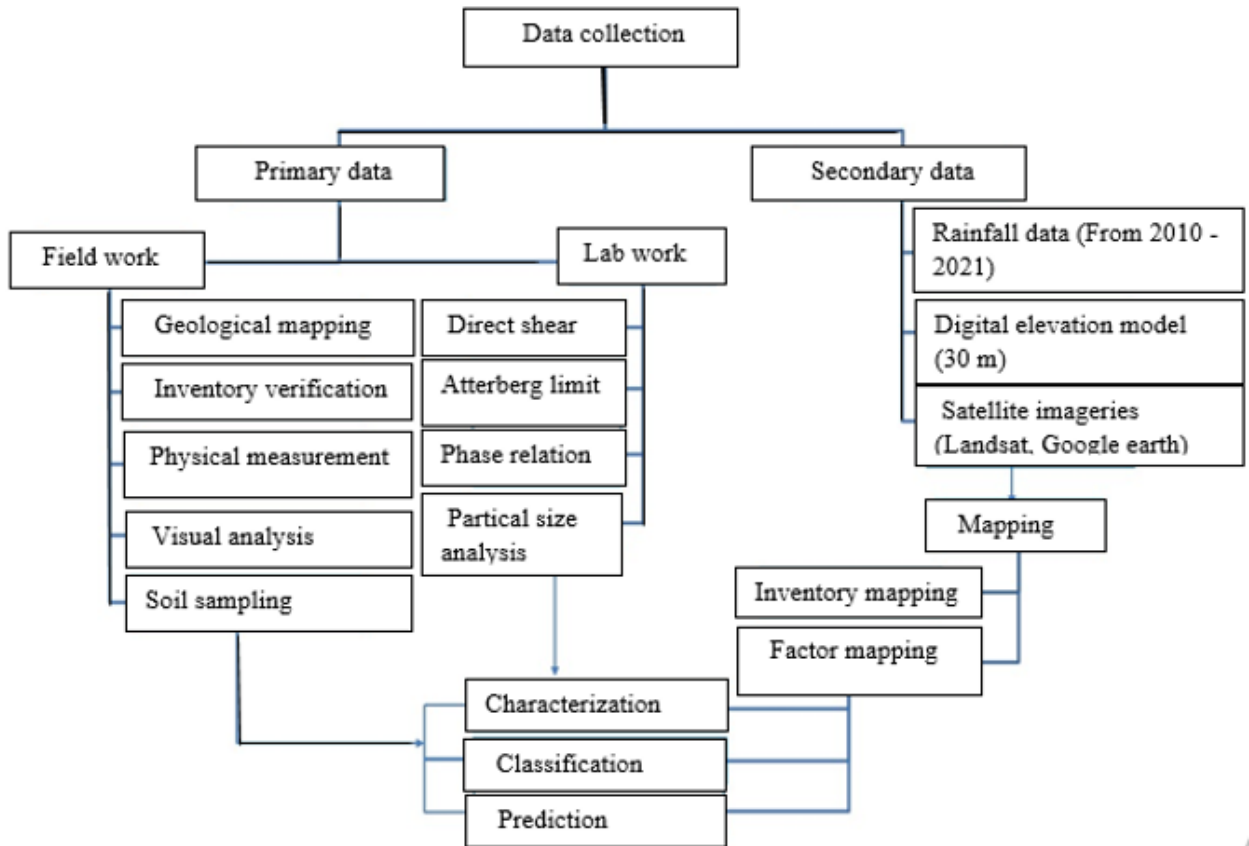 Data collection
Primary data
Secondary data
Field work
Lab work
Rainfall data (From 2010 -
2021)
Geological mapping
Direct shear
Digital elevation model
(30 m)
Inventory verification
Atterberg limit
Satellite imageries
(Landsat, Google earth)
Physical measurement
Phase relation
Visual analysis
Partical size
analysis
Mapping
Soil sampling
Inventory mapping
Factor mapping
Characterization
Classification
Prediction